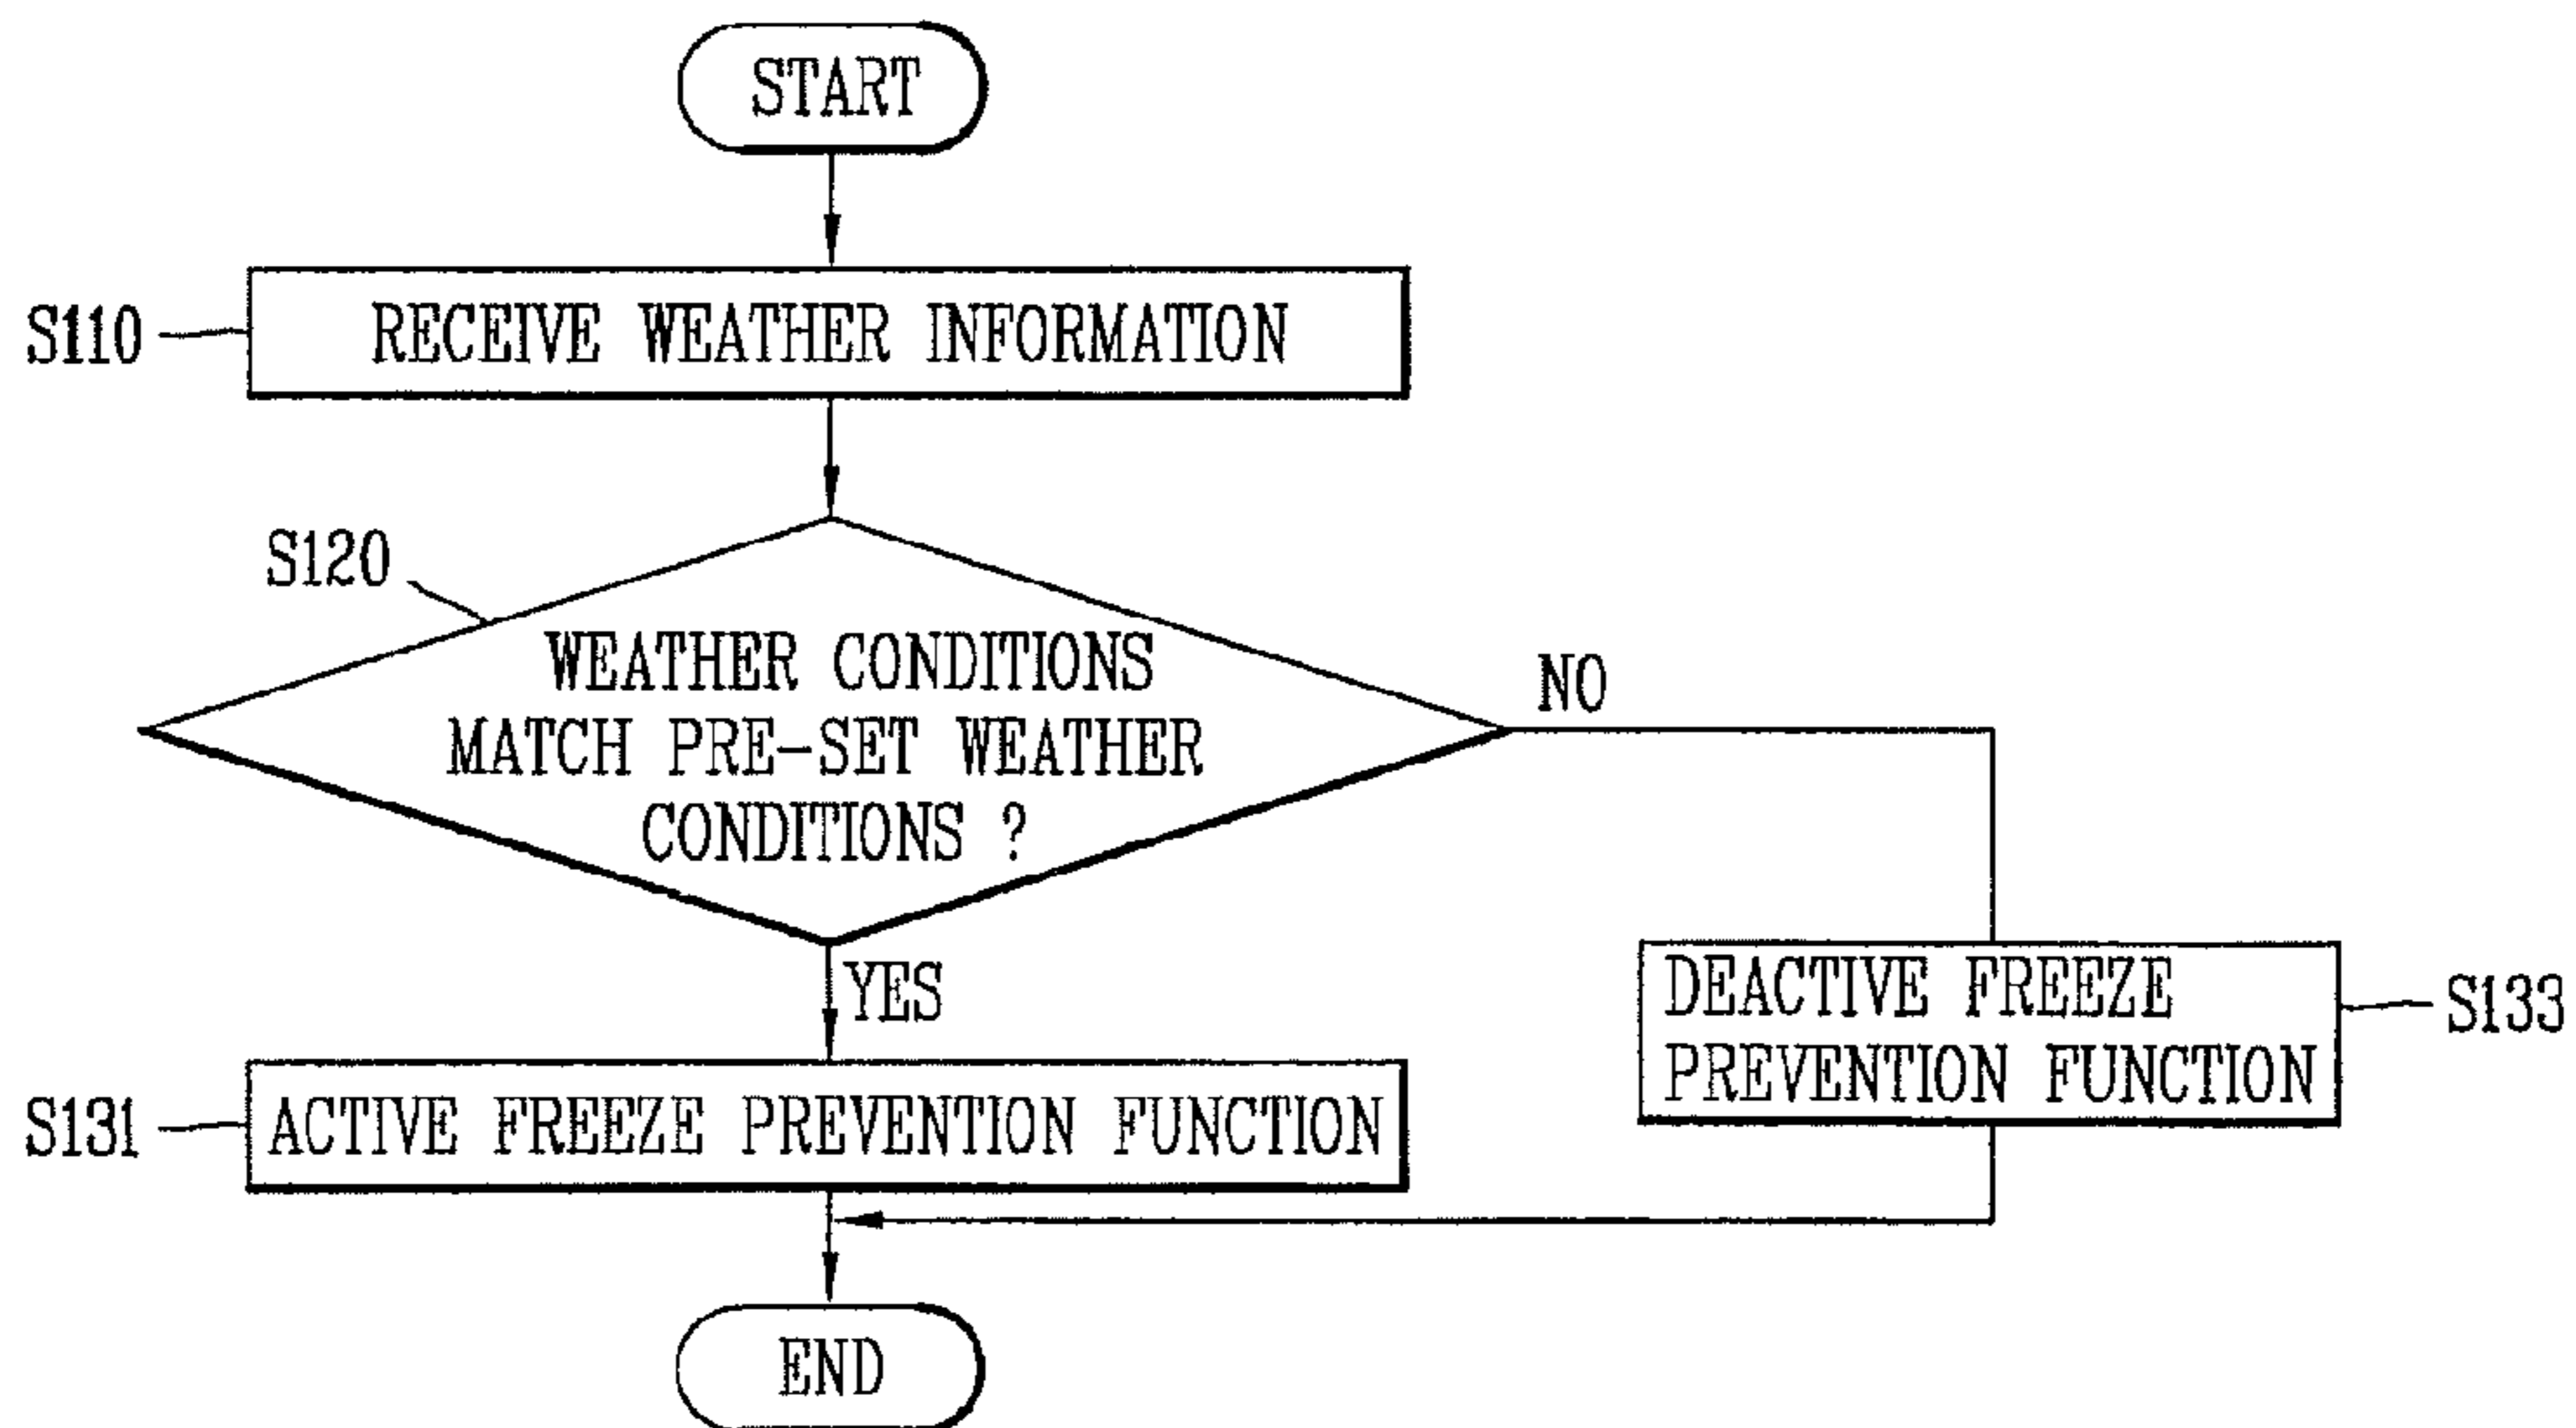 START
S110
RECEIVE WEATHER INFORMATION
S120
WEATHER CONDITIONS
MATCH PRE-SET WEATHER
CONDITIONS ?
NO
YES
DEACTIVE FREEZE
PREVENTION FUNCTION
S133
S131
ACTIVE FREEZE PREVENTION FUNCTION
END